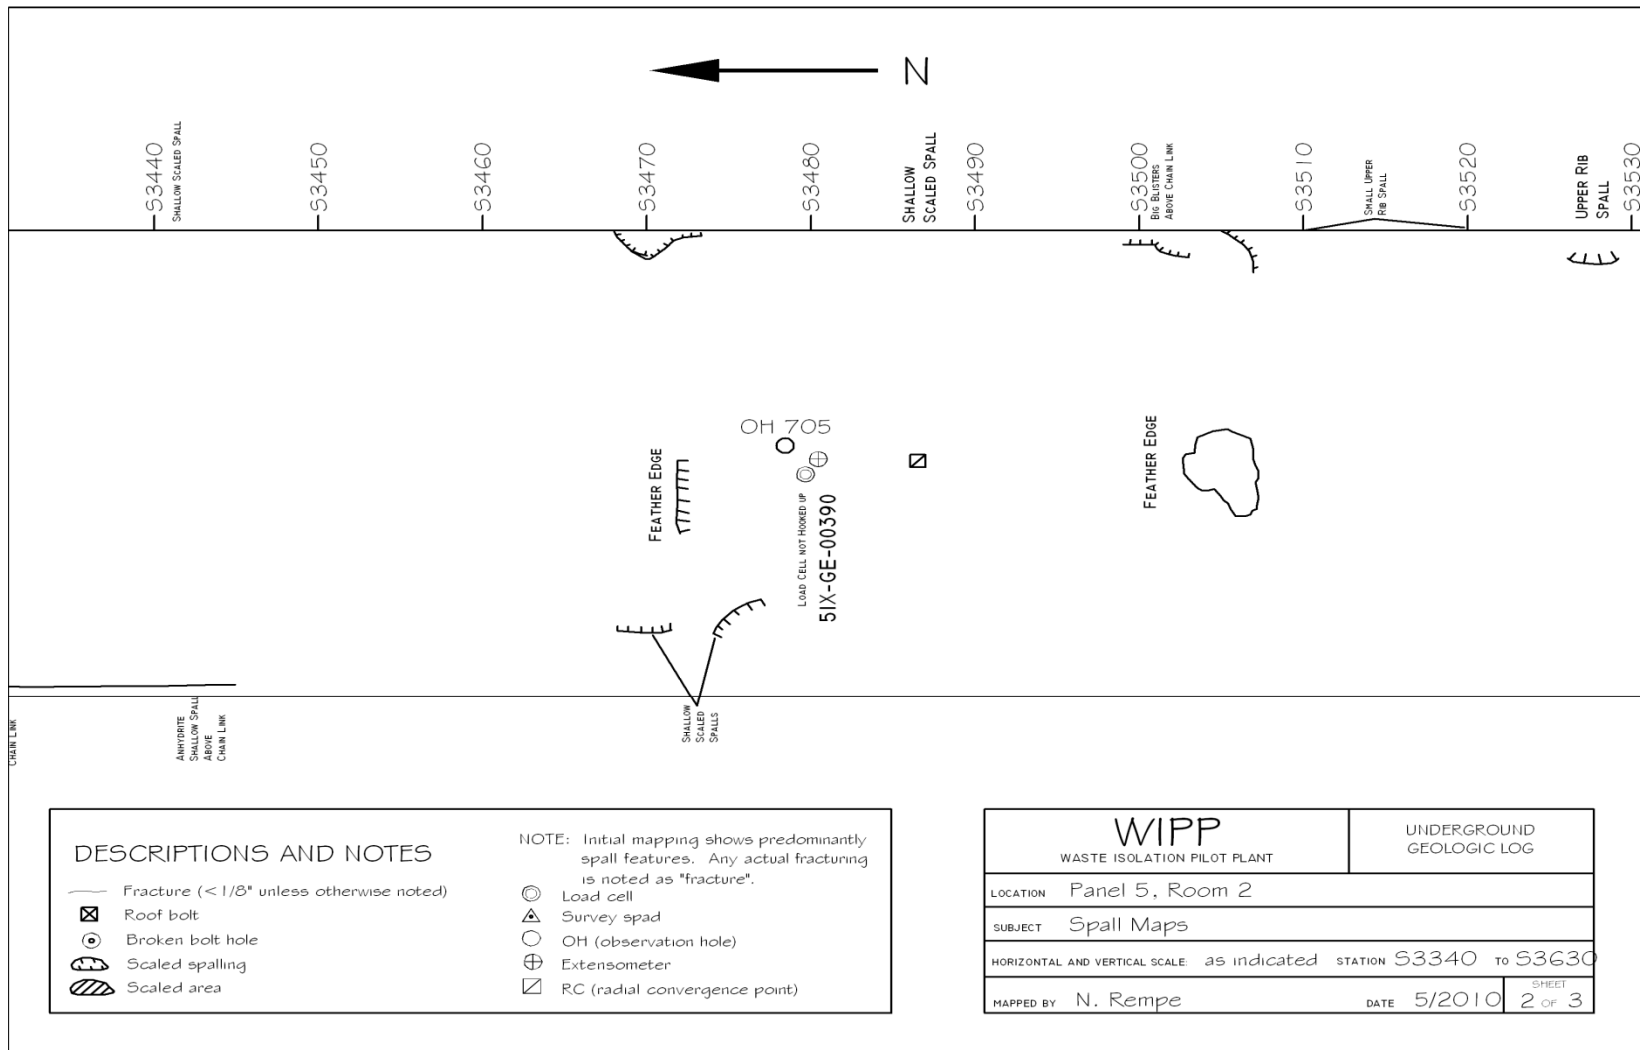 N
S3440
SHALLOW SCALED SPALL
S3450
S3460
S3470
S3480
SHALLOW
SCALED SPALL
S3490
S3500
BIG BLISTERS
ABOVE CHAIN LINK
S3510
SMALL UPPER
RIB SPALL
S3520
UPPER RIB
SPALL
S3530
FEATHER EDGE
OH 705
LOAD CELL NOT HOOKED UP
51X-GE-00390
FEATHER EDGE
CHAIN LINK
ANHYDRITE
SHALLOW SPALL
ABOVE
CHAIN LINK
SHALLOW
SCALED
SPALLS
DESCRIPTIONS AND NOTES
Fracture (< 1/8" unless otherwise noted)
Roof bolt
Broken bolt hole
Scaled spalling
Scaled area
NOTE: Initial mapping shows predominantly
spall features. Any actual fracturing
is noted as "fracture".
Load cell
Survey spad
OH (observation hole)
Extensometer
RC (radial convergence point)
WIPP
WASTE ISOLATION PILOT PLANT
UNDERGROUND
GEOLOGIC LOG
LOCATION Panel 5, Room 2
SUBJECT Spall Maps
HORIZONTAL AND VERTICAL SCALE: as indicated STATION S3340 TO S3630
MAPPED BY N. Rempe DATE 5/2010 SHEET 2 OF 3